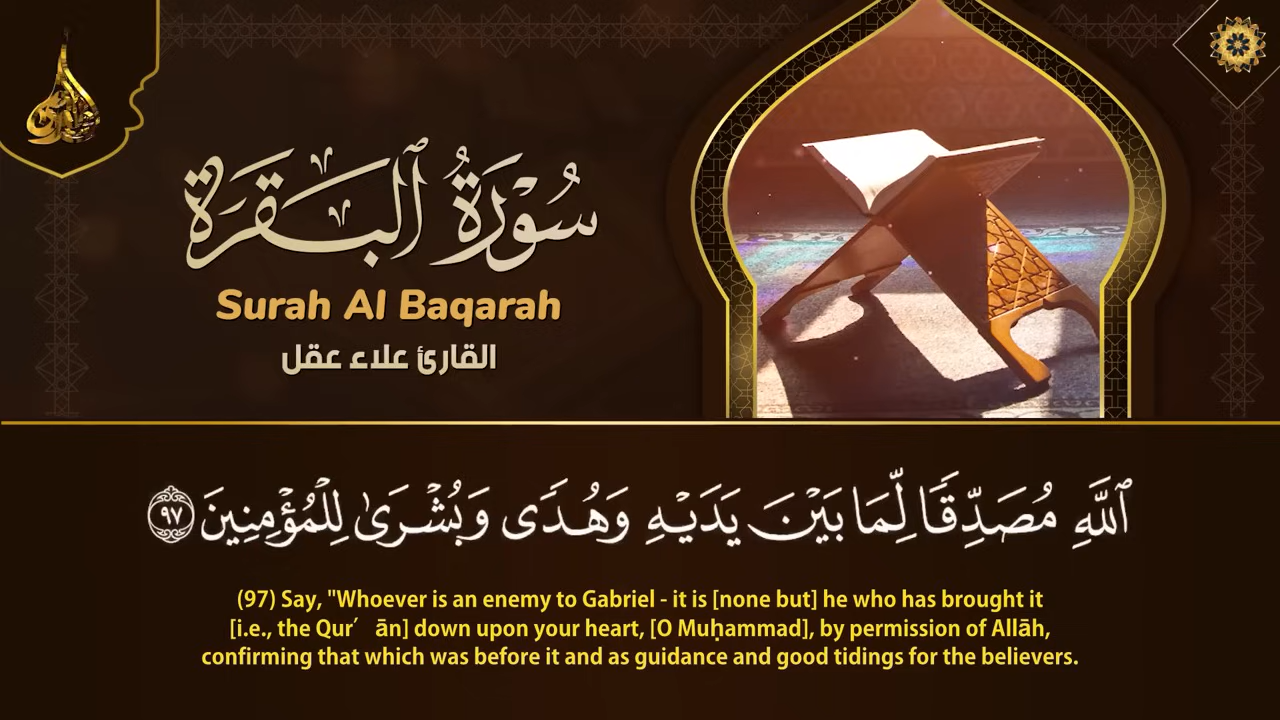 سُورَةُ ٱلْبَقَرَة
Surah Al Baqarah
القارئ علاء عقل
ٱللَّهِ مُصَدِّقًا لِّمَا بَيْنَ يَدَيْهِ وَهُدًى وَبُشْرَىٰ لِلْمُؤْمِنِينَ ٩٧
(97) Say, "Whoever is an enemy to Gabriel - it is [none but] he who has brought it
[i.e., the Qur′ān] down upon your heart, [O Muḥammad], by permission of Allāh,
confirming that which was before it and as guidance and good tidings for the believers.